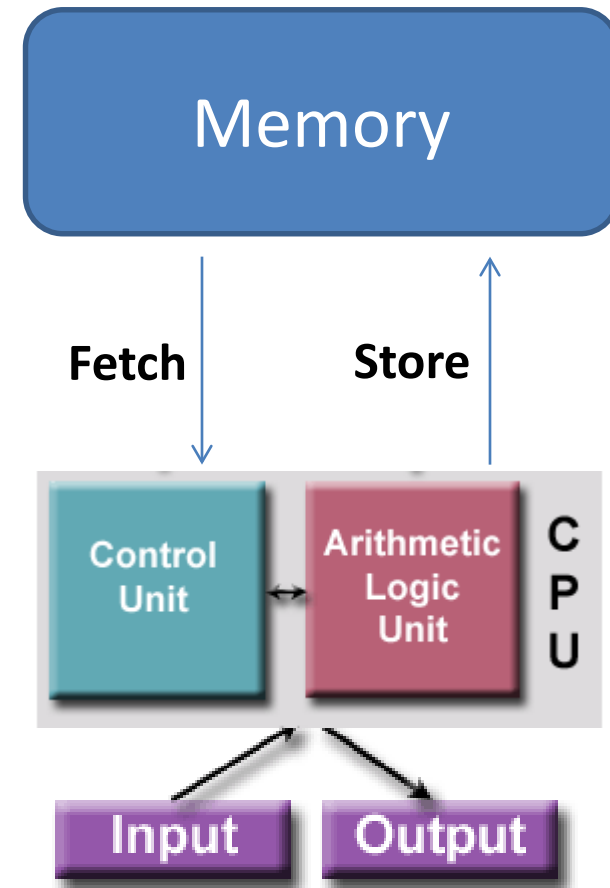 Memory
Fetch
Store
Control
Unit
Arithmetic
Logic
Unit
C
P
U
Input
Output